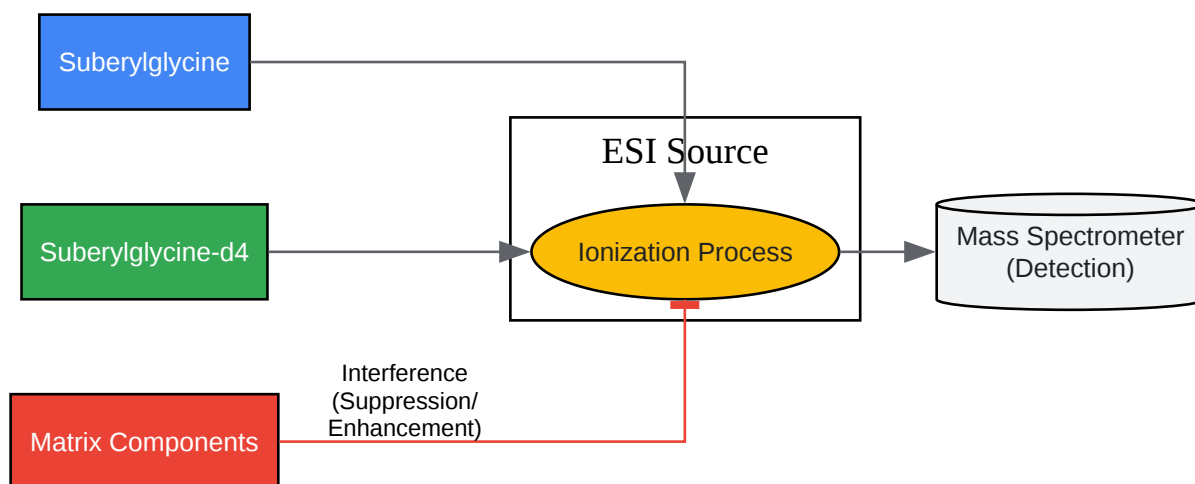 Suberylglycine
ESI Source
Suberylglycine-d4
Ionization Process
Mass Spectrometer
(Detection)
Interference
(Suppression/
Enhancement)
Matrix Components